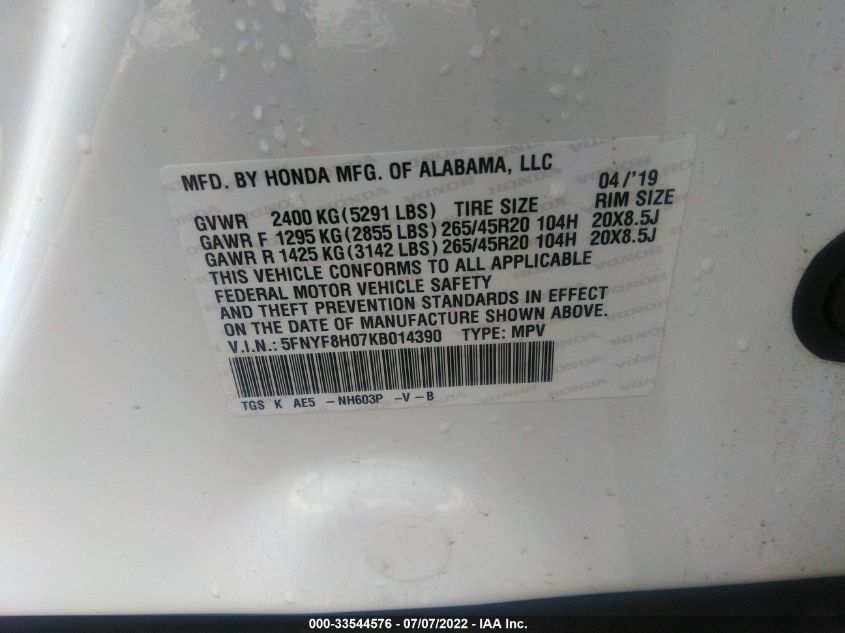 MFD. BY HONDA MFG. OF ALABAMA, LLC
04/'19
GVWR 2400 KG(5291 LBS) TIRE SIZE RIM SIZE
GAWR F 1295 KG(2855 LBS) 265/45R20 104H 20X8.5J
GAWR R 1425 KG(3142 LBS) 265/45R20 104H 20X8.5J
THIS VEHICLE CONFORMS TO ALL APPLICABLE
FEDERAL MOTOR VEHICLE SAFETY
AND THEFT PREVENTION STANDARDS IN EFFECT
ON THE DATE OF MANUFACTURE SHOWN ABOVE.
V.I.N.: 5FNYF8H07KB014390 TYPE: MPV
TGS K AE5 -NH603P -V-B
000-33544576 - 07/07/2022 - IAA Inc.